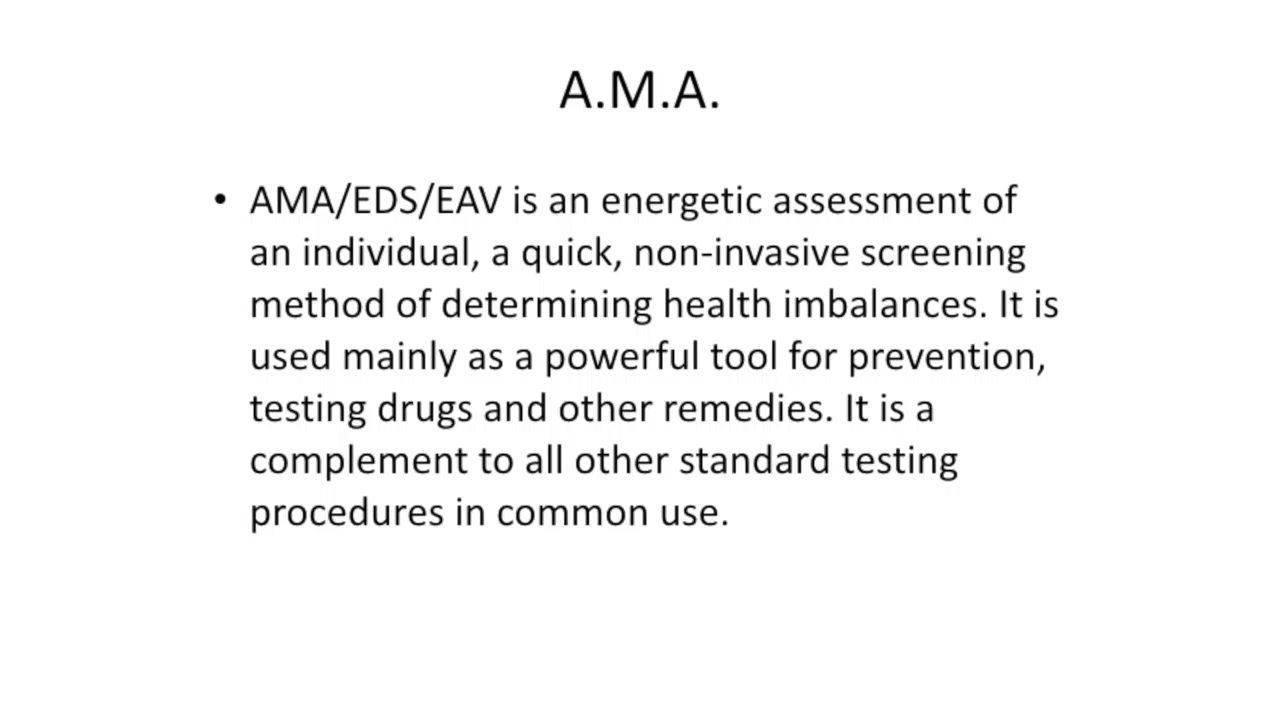 A.M.A.
• AMA/EDS/EAV is an energetic assessment of
an individual, a quick, non-invasive screening
method of determining health imbalances. It is
used mainly as a powerful tool for prevention,
testing drugs and other remedies. It is a
complement to all other standard testing
procedures in common use.